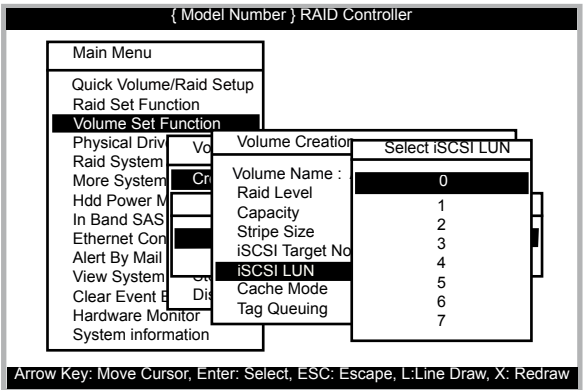 { Model Number } RAID Controller
Main Menu
Quick Volume/Raid Setup
Raid Set Function
Volume Set Function
Physical Driv
Raid System
More System
Hdd Power M
In Band SAS
Ethernet Con
Alert By Mail
View System
Clear Event
Hardware Monitor
System information
Vo
Cre
Dis
Volume Creation
Volume Name :
Raid Level
Capacity
Stripe Size
iSCSI Target No
iSCSI LUN
Cache Mode
Tag Queuing
Select iSCSI LUN
0
1
2
3
4
5
6
7
Arrow Key: Move Cursor, Enter: Select, ESC: Escape, L:Line Draw, X: Redraw